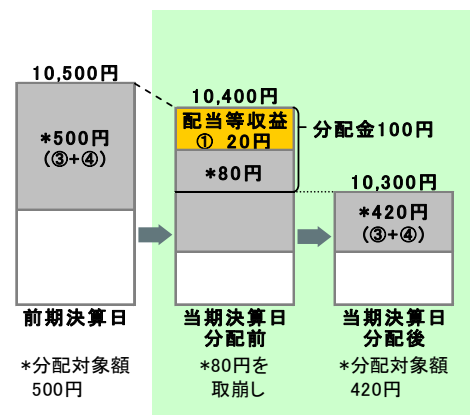 10,500円
*500円
(③+④)
前期決算日
*分配対象額
500円
10,400円
配当等収益
① 20円
*80円
分配金100円
当期決算日
分配前
*80円を
取崩し
10,300円
*420円
(③+④)
当期決算日
分配後
*分配対象額
420円